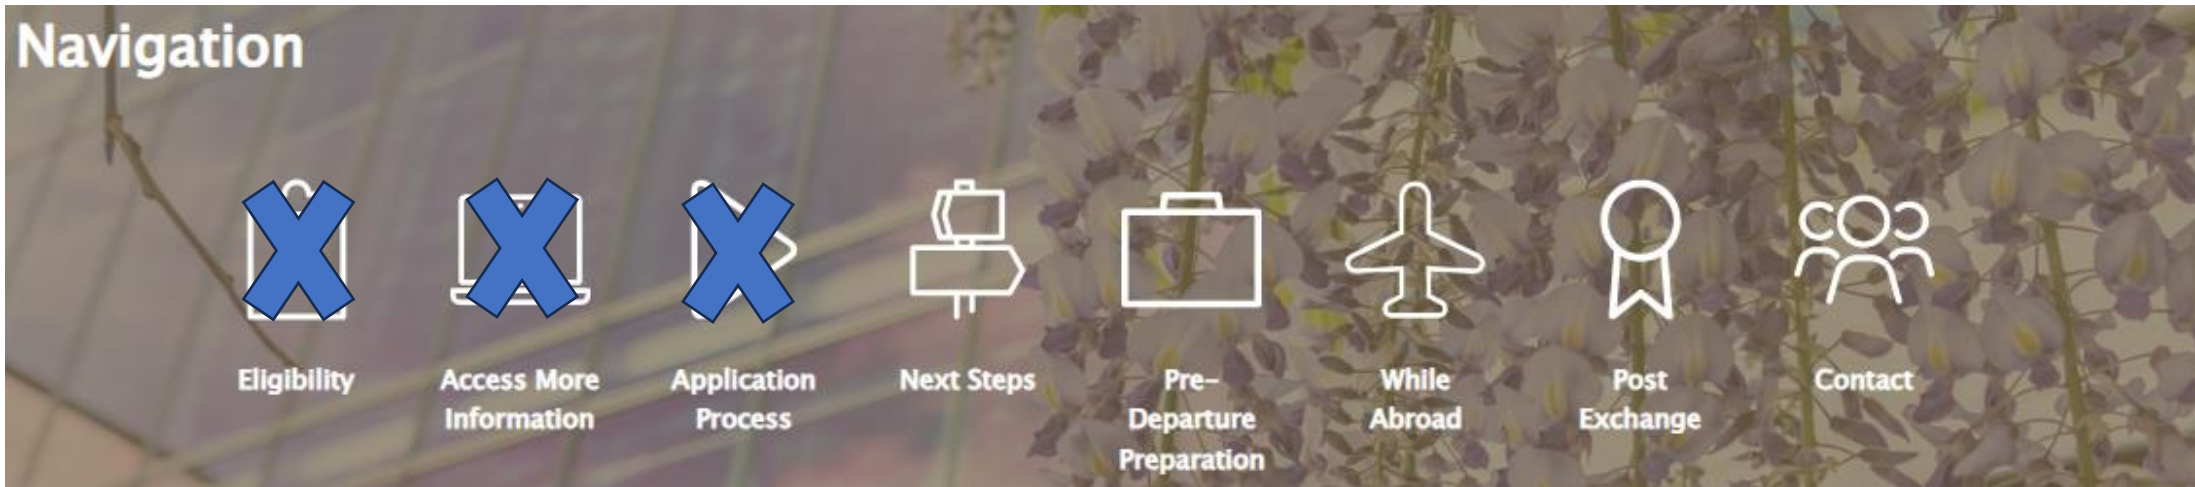 Navigation
Eligibility
Access More
Information
Application
Process
Next Steps
Pre-
Departure
Preparation
While
Abroad
Post
Exchange
Contact